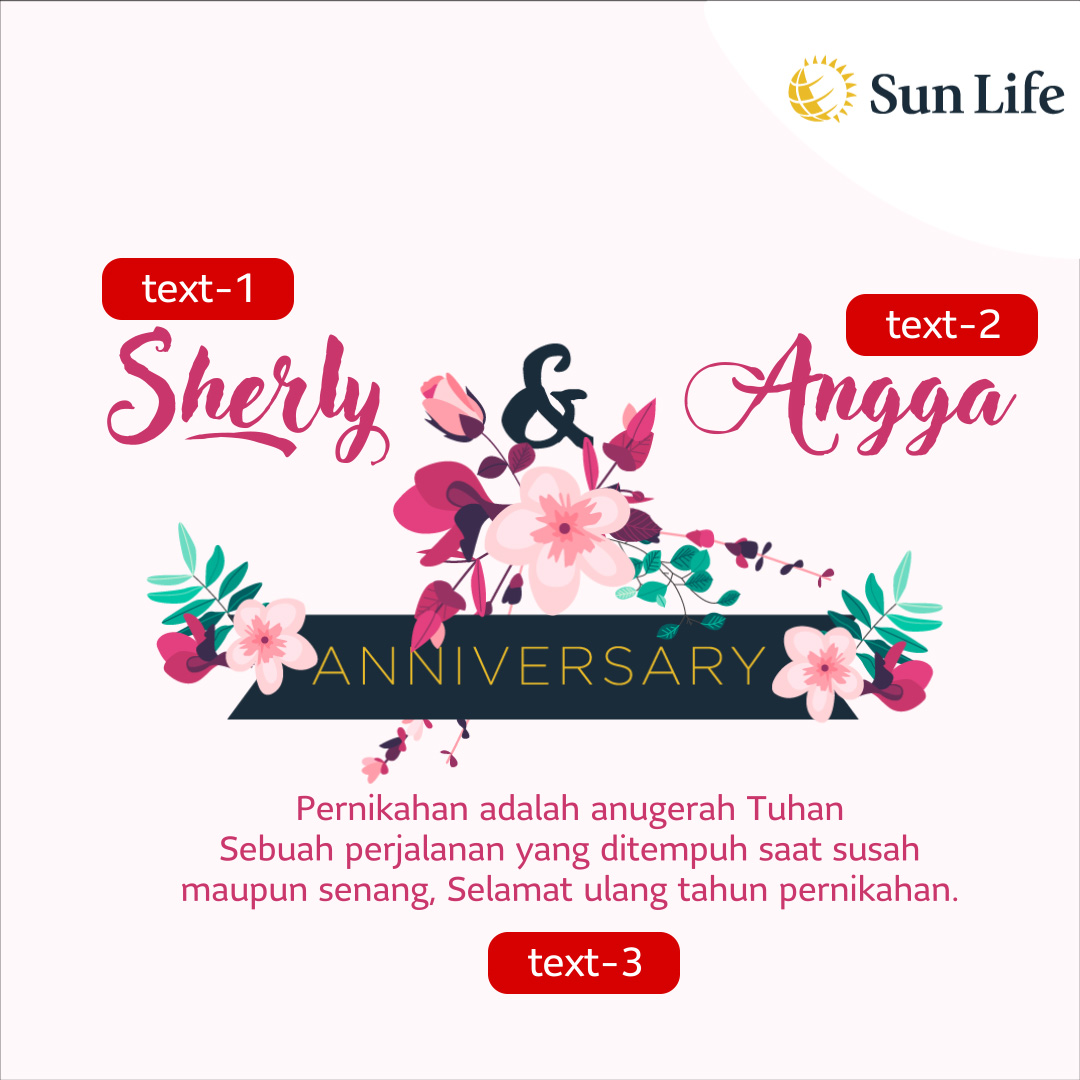 Sun Life
text-1
text-2
Sherly & Angga
ANNIVERSARY
Pernikahan adalah anugerah Tuhan
Sebuah perjalanan yang ditempuh saat susah
maupun senang, Selamat ulang tahun pernikahan.
text-3